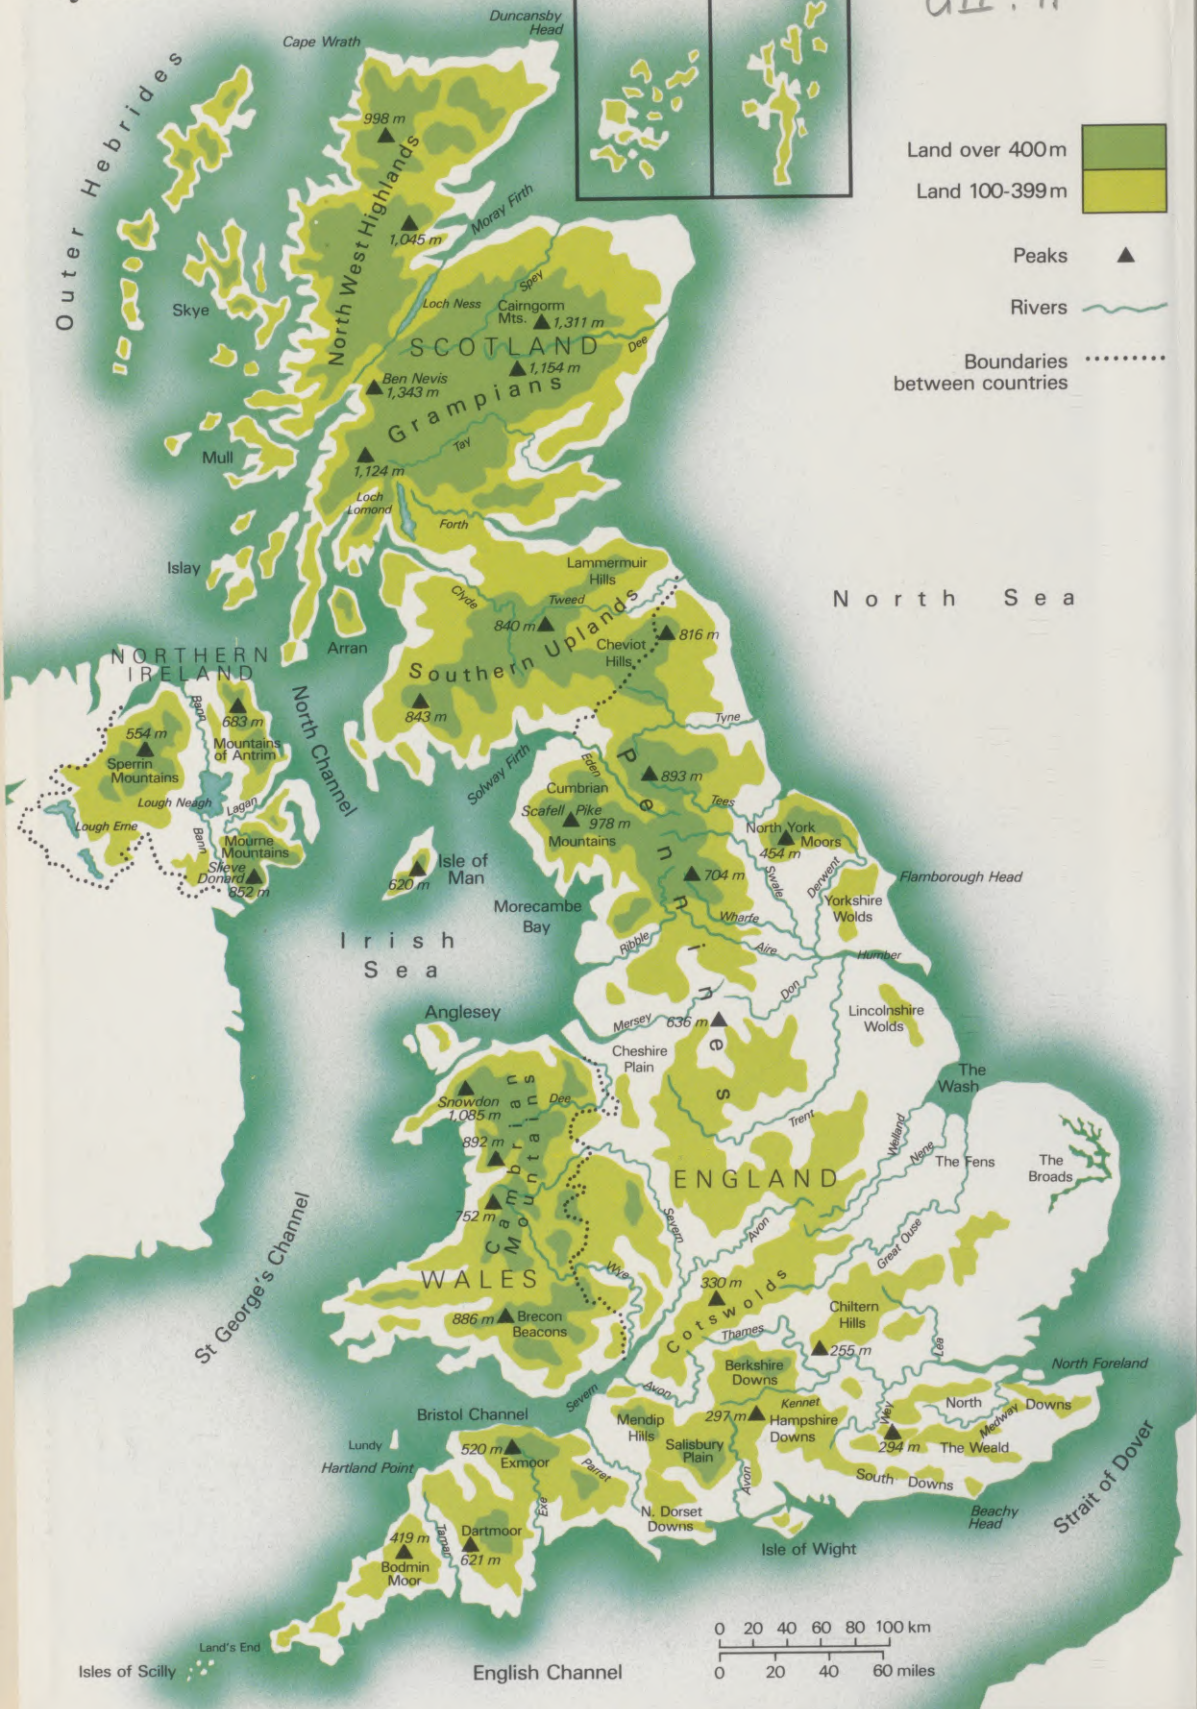 Duncansby
Head
Cape Wrath
Outer Hebrides
998 m
North West Highlands
1,045 m
Moray Firth
Land over 400 m
Land 100-399 m
Peaks
Rivers
Boundaries
between countries
Skye
Loch Ness
Spey
Cairngorm
Mts.
1,311 m
SCOTLAND
Dee
1,154 m
Ben Nevis
1,343 m
Grampians
Mull
Tay
1,124 m
Loch
Lomond
Forth
Islay
Lammermuir
Hills
Clyde
Tweed
North Sea
840 m
Southern Uplands
816 m
Cheviot
Hills
Arran
843 m
NORTHERN
IRELAND
North Channel
Bann
683 m
554 m
Mountains
of Antrim
Sperrin
Mountains
Lough Neagh
Lagan
Lough Erne
Bann
Mourne
Mountains
Slieve
Donard
852 m
Tyne
Solway Firth
Eden
Pennines
893 m
Cumbrian
Scafell Pike
978 m
Mountains
Tees
North York
Moors
454 m
Isle of
Man
620 m
704 m
Swale
Derwent
Flamborough Head
Yorkshire
Wolds
Morecambe
Bay
Wharfe
Irish
Sea
Ribble
Aire
Humber
Don
Anglesey
Mersey
636 m
Lincolnshire
Wolds
Cheshire
Plain
The
Wash
Snowdon
1,085 m
Dee
Cambrian
Mountains
892 m
Trent
Welland
Nene
The Fens
The
Broads
ENGLAND
752 m
Severn
Avon
Great Ouse
St George's Channel
WALES
Wye
330 m
Cotswolds
Chiltern
Hills
886 m
Brecon
Beacons
Thames
255 m
Lea
Berkshire
Downs
North Foreland
Severn
Avon
Kennet
Bristol Channel
297 m
Hampshire
Downs
Wey
North
Downs
Medway
Mendip
Hills
Lundy
520 m
Exmoor
Salisbury
Plain
294 m
The Weald
Hartland Point
Parret
Avon
South Downs
Strait of Dover
Exe
N. Dorset
Downs
Beachy
Head
Isle of Wight
Dartmoor
621 m
419 m
Bodmin
Moor
Tamar
Land's End
Isles of Scilly
English Channel
0 20 40 60 80 100 km
0 20 40 60 miles